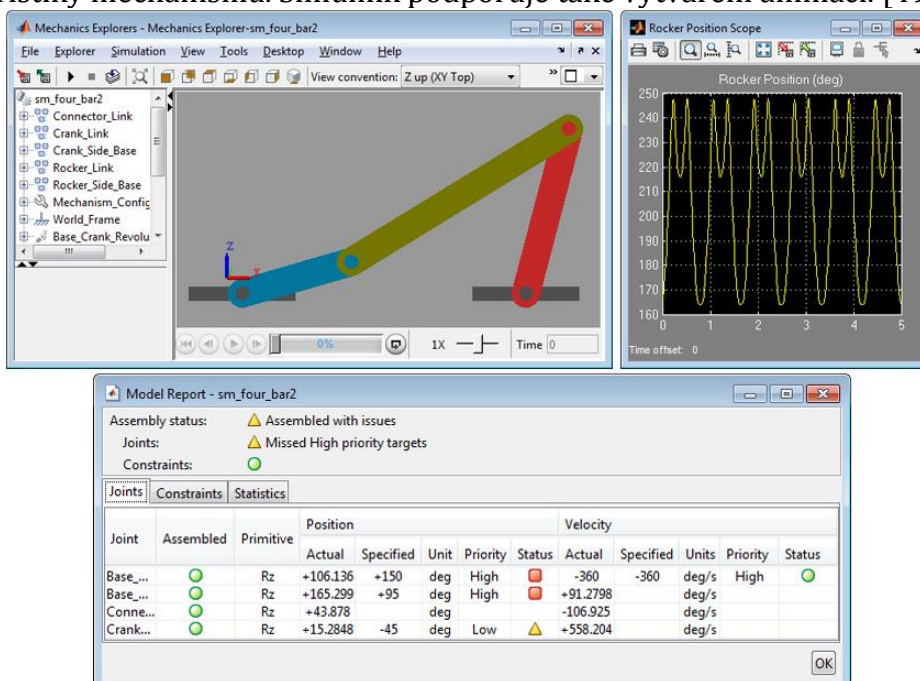 Mechanics Explorers - Mechanics Explorer-sm_four_bar2
File Explorer Simulation View Tools Desktop Window Help
View convention: Z up (XY Top)
sm_four_bar2
Connector_Link
Crank_Link
Crank_Side_Base
Rocker_Link
Rocker_Side_Base
Mechanism_Config
World_Frame
Base_Crank_Revolu
Z
X
0%
1X
Time 0
Rocker Position Scope
Rocker Position (deg)
250
240
230
220
210
200
190
180
170
160
0 1 2 3 4 5
Time offset: 0
Model Report - sm_four_bar2
Assembly status: Assembled with issues
Joints: Missed High priority targets
Constraints:
Joints Constraints Statistics
Joint Assembled Primitive Position Velocity
Actual Specified Unit Priority Status Actual Specified Units Priority Status
Base_... Rz +106.136 +150 deg High -360 -360 deg/s High
Base_... Rz +165.299 +95 deg High +91.2798 deg/s
Conne... Rz +43.878 deg -106.925 deg/s
Crank... Rz +15.2848 -45 deg Low +558.204 deg/s
OK